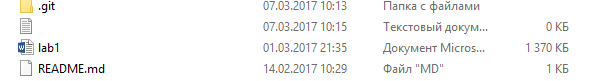 .git 07.03.2017 10:13 Папка с файлами
07.03.2017 10:15 Текстовый докум... 0 КБ
lab1 01.03.2017 21:35 Документ Micros... 1 370 КБ
README.md 14.02.2017 10:29 Файл "MD" 1 КБ